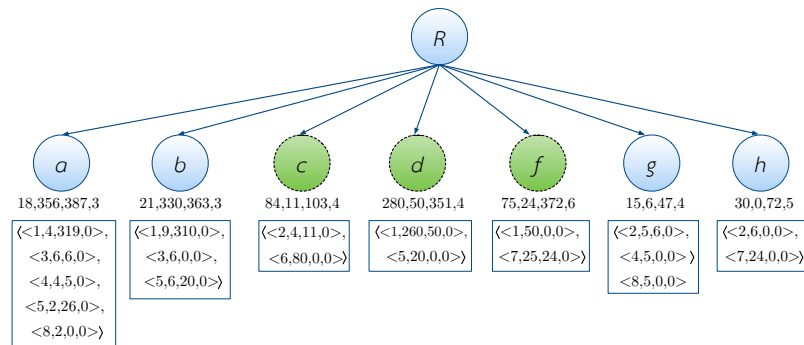 R
a b c d f g h
18,356,387,3 21,330,363,3 84,11,103,4 280,50,351,4 75,24,372,6 15,6,47,4 30,0,72,5
⟨<1,4,319,0>, ⟨<1,9,310,0>, ⟨<2,4,11,0>, ⟨<1,260,50,0>, ⟨<1,50,0,0>, ⟨<2,5,6,0>, ⟨<2,6,0,0>,
<3,6,6,0>, <3,6,0,0>, <6,80,0,0>⟩ <5,20,0,0>⟩ <7,25,24,0>⟩ <4,5,0,0>⟩ <7,24,0,0>⟩
<4,4,5,0>, <5,6,20,0>⟩ <8,5,0,0>
<5,2,26,0>,
<8,2,0,0>⟩